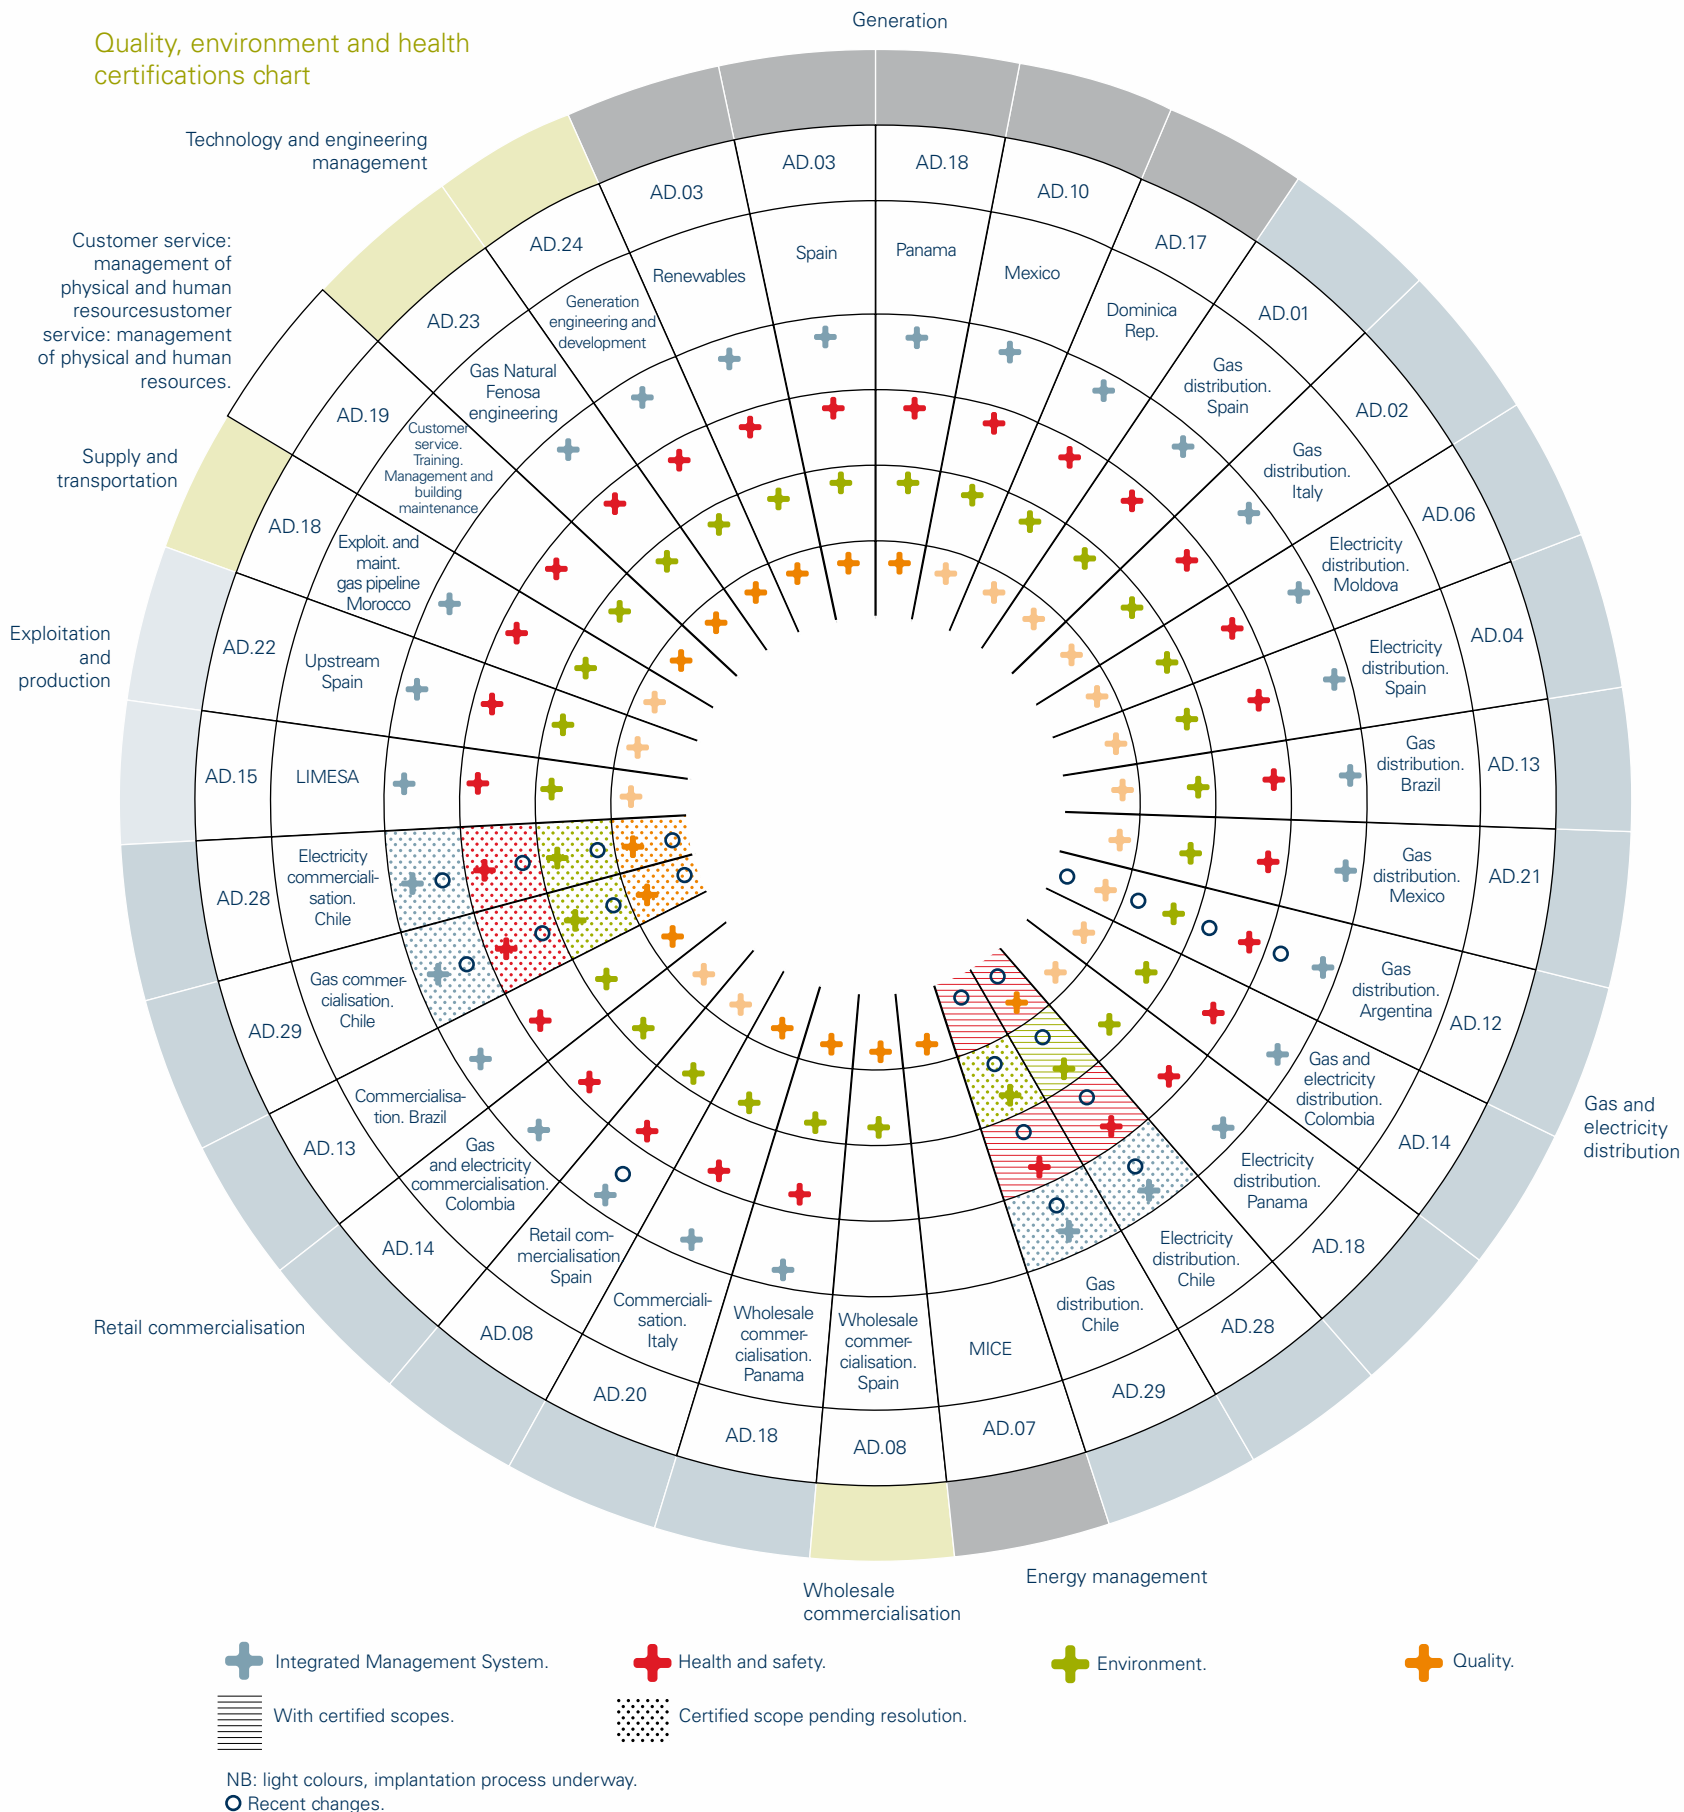 Quality, environment and health
certifications chart
Generation
Technology and engineering
management
Customer service:
management of
physical and human
resourcesustomer
service: management
of physical and human
resources.
Supply and
transportation
Exploitation
and
production
Retail commercialisation
Wholesale
commercialisation
Energy management
Gas and
electricity
distribution
AD.03
Spain
AD.18
Panama
AD.10
Mexico
AD.17
Dominica
Rep.
AD.01
Gas
distribution.
Spain
AD.02
Gas
distribution.
Italy
AD.06
Electricity
distribution.
Moldova
AD.04
Electricity
distribution.
Spain
AD.13
Gas
distribution.
Brazil
AD.21
Gas
distribution.
Mexico
AD.12
Gas
distribution.
Argentina
AD.14
Gas and
electricity
distribution.
Colombia
AD.18
Electricity
distribution.
Panama
AD.28
Electricity
distribution.
Chile
AD.29
Gas
distribution.
Chile
AD.07
MICE
AD.08
Wholesale
commer-
cialisation.
Spain
AD.18
Wholesale
commer-
cialisation.
Panama
AD.20
Commerciali-
sation.
Italy
AD.08
Retail com-
mercialisation
Spain
AD.14
Gas
and electricity
commercialisation.
Colombia
AD.13
Commercialisa-
tion. Brazil
AD.29
Gas commer-
cialisation.
Chile
AD.28
Electricity
commerciali-
sation.
Chile
AD.15
LIMESA
AD.22
Upstream
Spain
AD.18
Exploit. and
maint.
gas pipeline
Morocco
AD.19
Customer
service.
Training.
Management and
building
maintenance
AD.23
Gas Natural
Fenosa
engineering
AD.24
Generation
engineering and
development
AD.03
Renewables
Integrated Management System.
Health and safety.
Environment.
Quality.
With certified scopes.
Certified scope pending resolution.
NB: light colours, implantation process underway.
Recent changes.